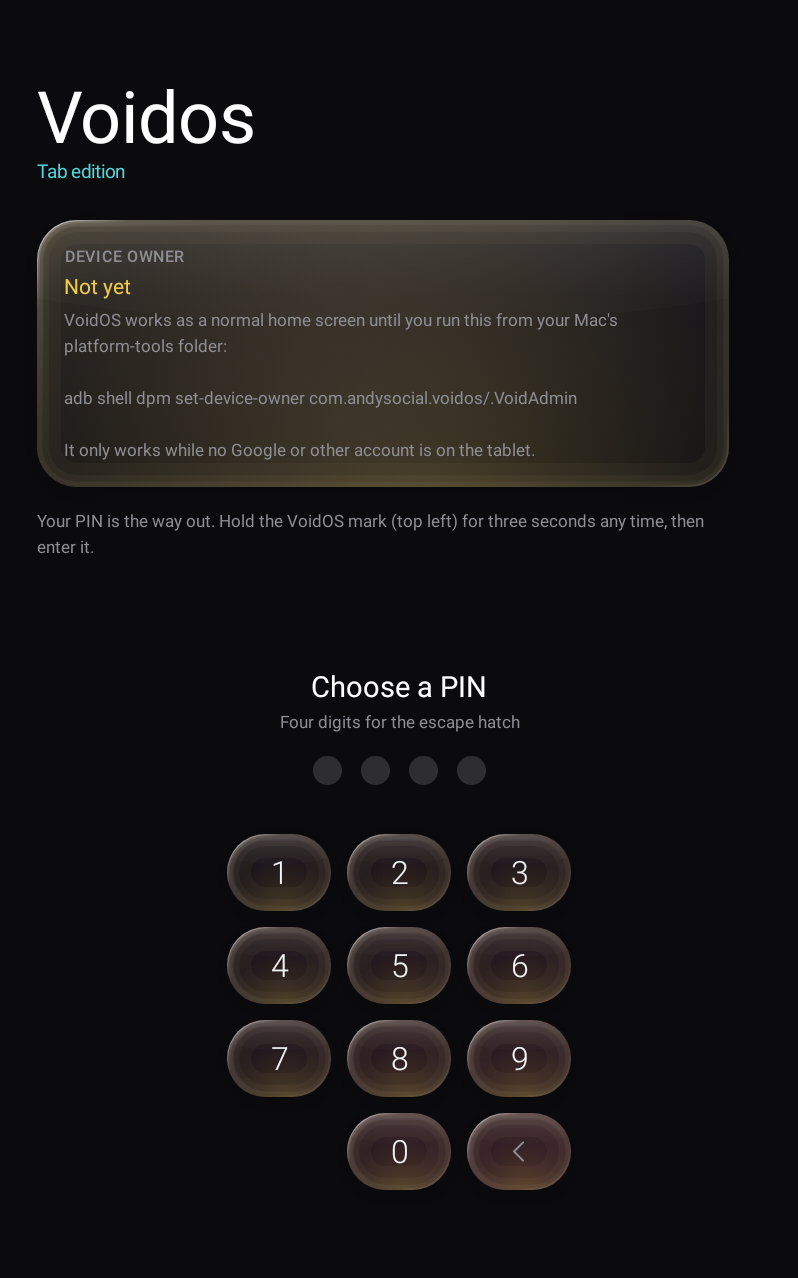 Voidos
Tab edition
DEVICE OWNER
Not yet
VoidOS works as a normal home screen until you run this from your Mac's
platform-tools folder:
adb shell dpm set-device-owner com.andysocial.voidos/.VoidAdmin
It only works while no Google or other account is on the tablet.
Your PIN is the way out. Hold the VoidOS mark (top left) for three seconds any time, then
enter it.
Choose a PIN
Four digits for the escape hatch
1 2 3
4 5 6
7 8 9
0